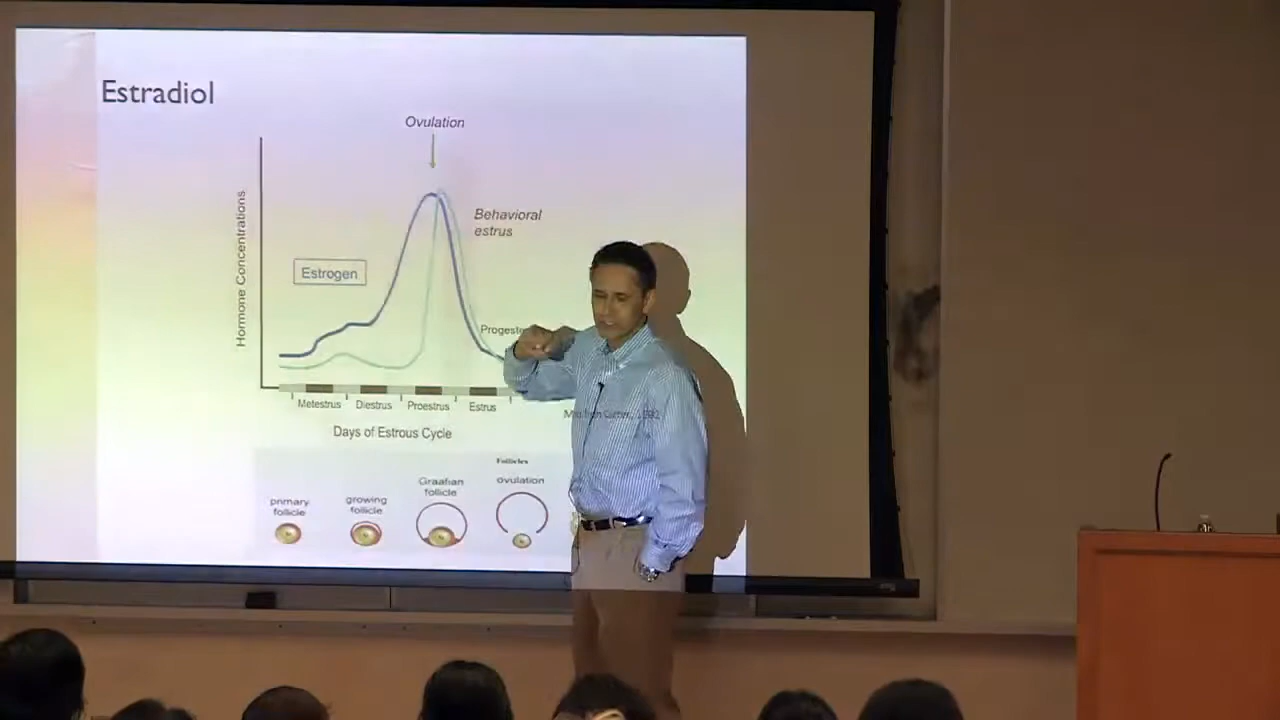 Estradiol
Ovulation
Behavioral
estrus
Hormone Concentrations
Estrogen
Metestrus
Diestrus
Proestrus
Estrus
Days of Estrous Cycle
Follicles
primary
follicle
growing
follicle
Graafian
follicle
ovulation